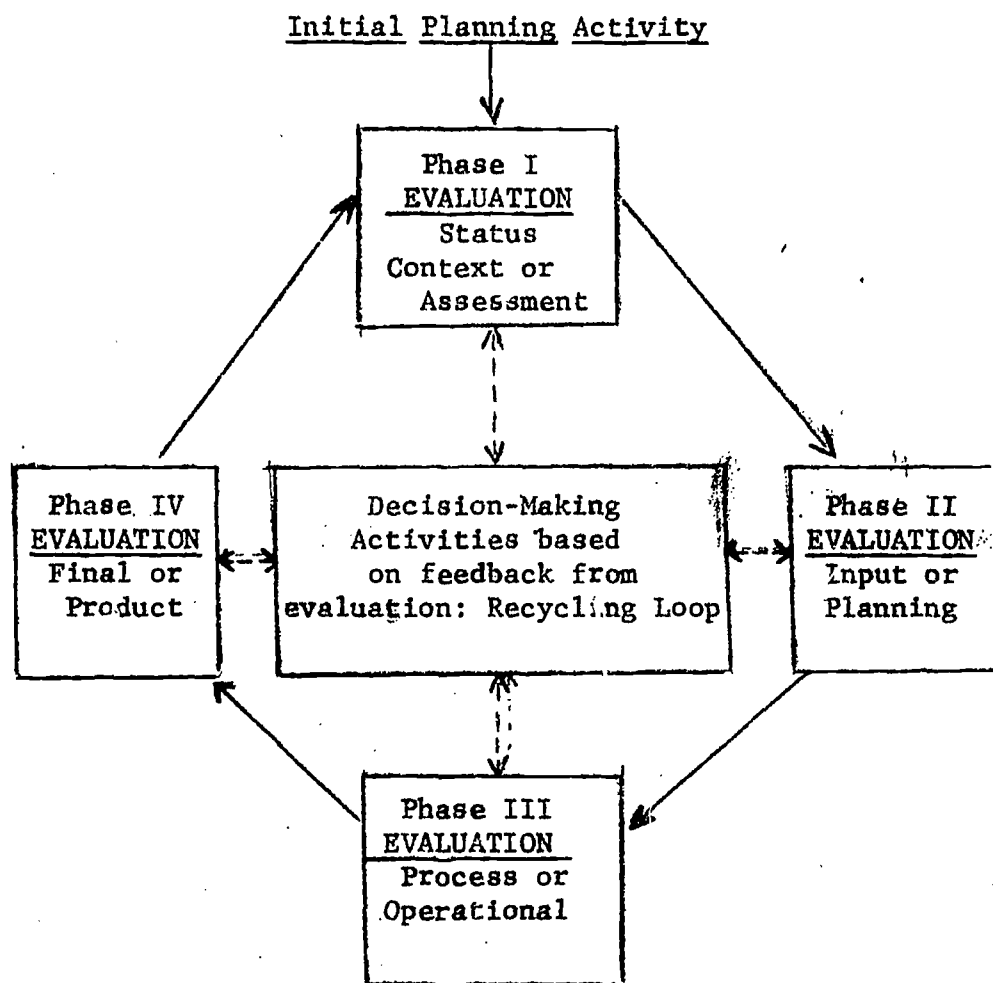 Initial Planning Activity
Phase I
EVALUATION
Status
Context or
Assessment
Phase IV
EVALUATION
Final or
Product
Decision-Making
Activities based
on feedback from
evaluation: Recycling Loop
Phase II
EVALUATION
Input or
Planning
Phase III
EVALUATION
Process or
Operational